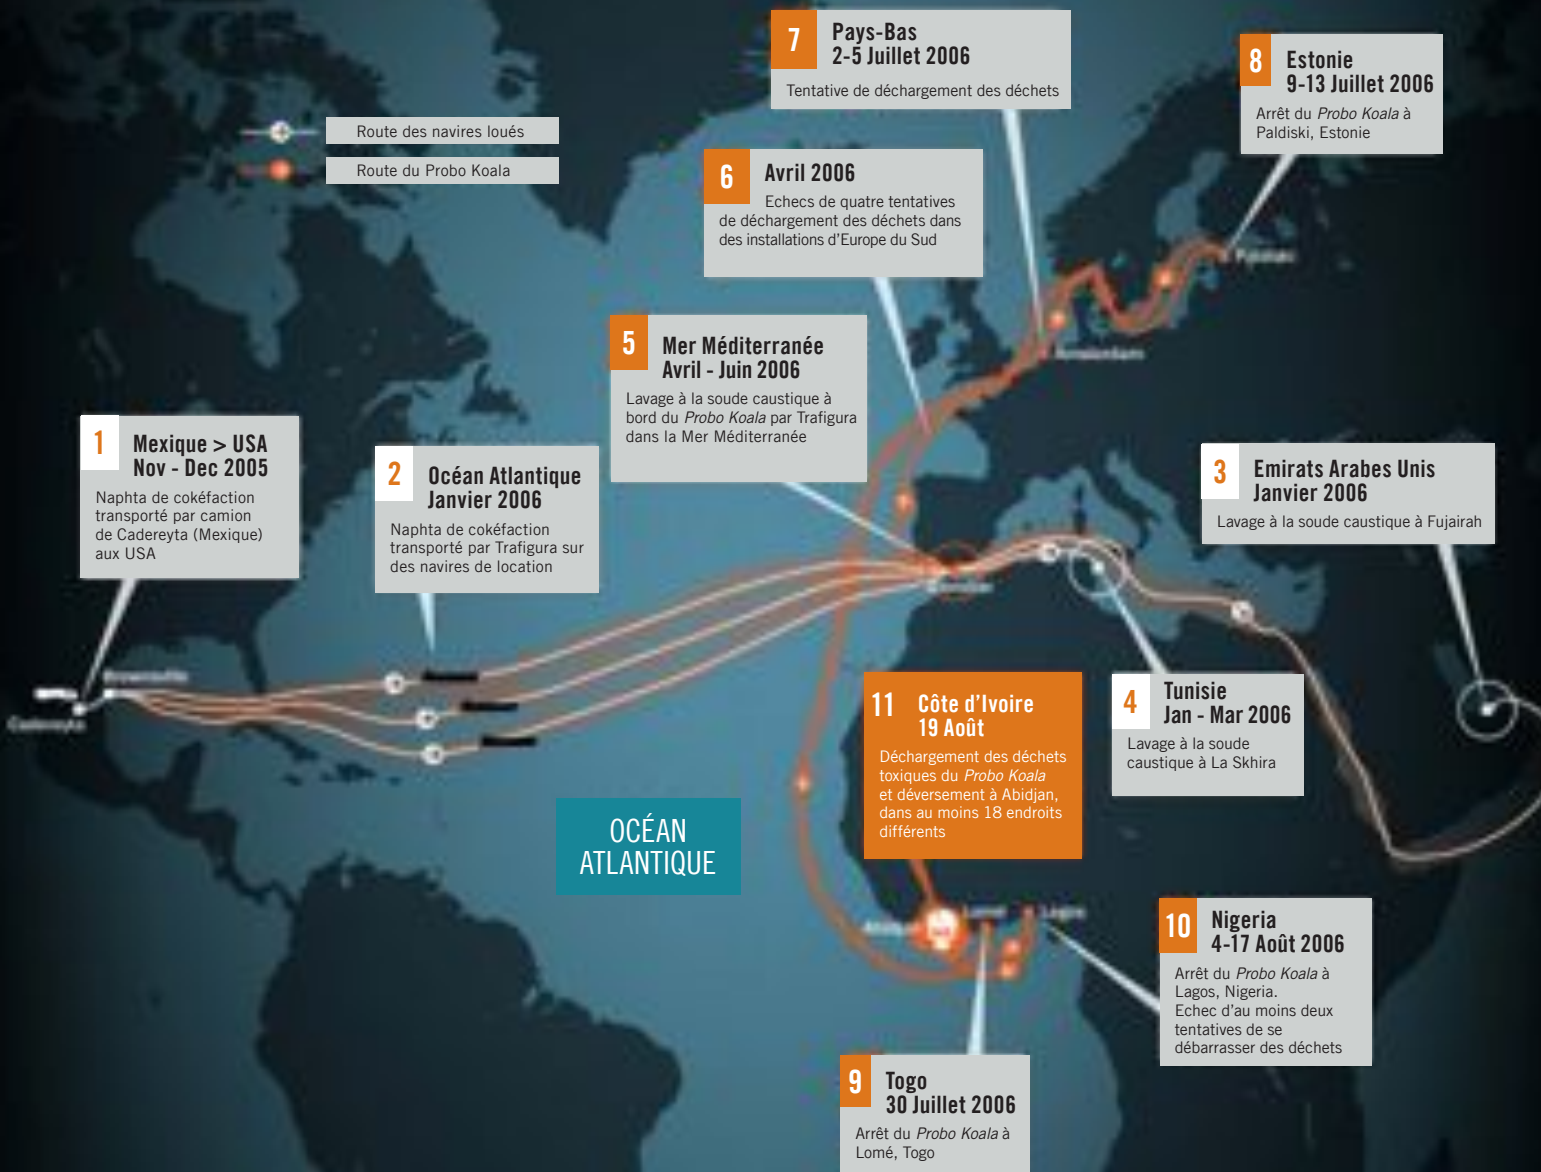 7
Pays-Bas
2-5 Juillet 2006
Tentative de déchargement des déchets
8
Estonie
9-13 Juillet 2006
Arrêt du Probo Koala à
Paldiski, Estonie
Route des navires loués
Route du Probo Koala
6
Avril 2006
Echecs de quatre tentatives
de déchargement des déchets dans
des installations d'Europe du Sud
Paldiski
Amsterdam
5
Mer Méditerranée
Avril - Juin 2006
Lavage à la soude caustique à
bord du Probo Koala par Trafigura
dans la Mer Méditerranée
1
Mexique > USA
Nov - Dec 2005
Naphta de cokéfaction
transporté par camion
de Cadereyta (Mexique)
aux USA
2
Océan Atlantique
Janvier 2006
Naphta de cokéfaction
transporté par Trafigura sur
des navires de location
3
Emirats Arabes Unis
Janvier 2006
Lavage à la soude caustique à Fujairah
Brownsville
Cadereyta
11
Côte d'Ivoire
19 Août
Déchargement des déchets
toxiques du Probo Koala
et déversement à Abidjan,
dans au moins 18 endroits
différents
4
Tunisie
Jan - Mar 2006
Lavage à la soude
caustique à La Skhira
OCÉAN
ATLANTIQUE
Abidjan
Lomé
Lagos
10
Nigeria
4-17 Août 2006
Arrêt du Probo Koala à
Lagos, Nigeria.
Echec d'au moins deux
tentatives de se
débarrasser des déchets
9
Togo
30 Juillet 2006
Arrêt du Probo Koala à
Lomé, Togo